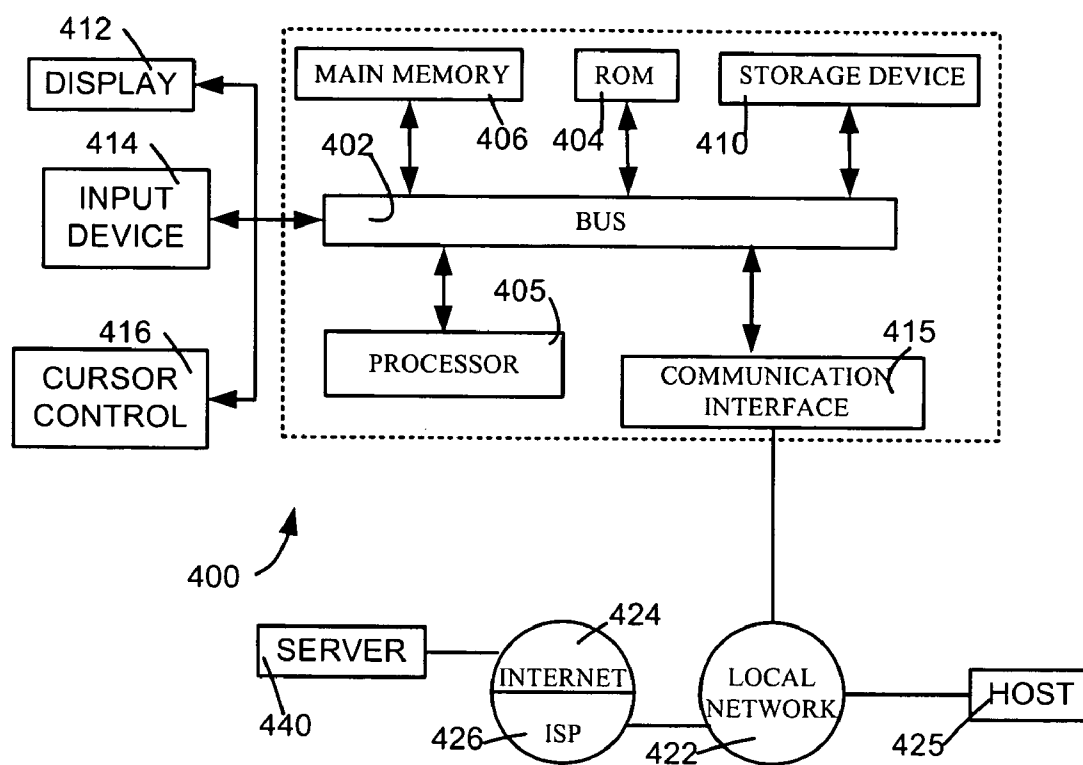 412
DISPLAY
MAIN MEMORY
406
ROM
404
STORAGE DEVICE
410
414
INPUT
DEVICE
402
BUS
416
CURSOR
CONTROL
405
PROCESSOR
415
COMMUNICATION
INTERFACE
400
SERVER
440
424
INTERNET
ISP
426
LOCAL
NETWORK
422
HOST
425